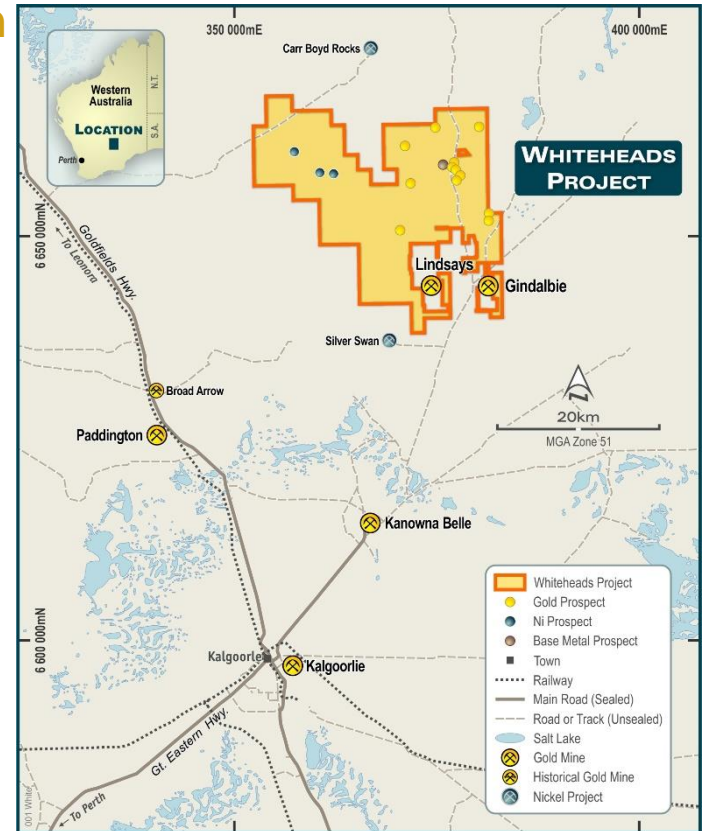 350 000mE
400 000mE
Carr Boyd Rocks
Western
Australia
LOCATION
Perth
N.T.
S.A.
WHITEHEADS
PROJECT
6 650 000mN
Goldfields Hwy.
To Leonora
Lindsays
Gindalbie
Silver Swan
Broad Arrow
Paddington
20km
MGA Zone 51
Kanowna Belle
6 600 000mN
Kalgoorlie
Kalgoorlie
Gt. Eastern Hwy.
To Perth
Whiteheads Project
Gold Prospect
Ni Prospect
Base Metal Prospect
Town
Railway
Main Road (Sealed)
Road or Track (Unsealed)
Salt Lake
Gold Mine
Historical Gold Mine
Nickel Project